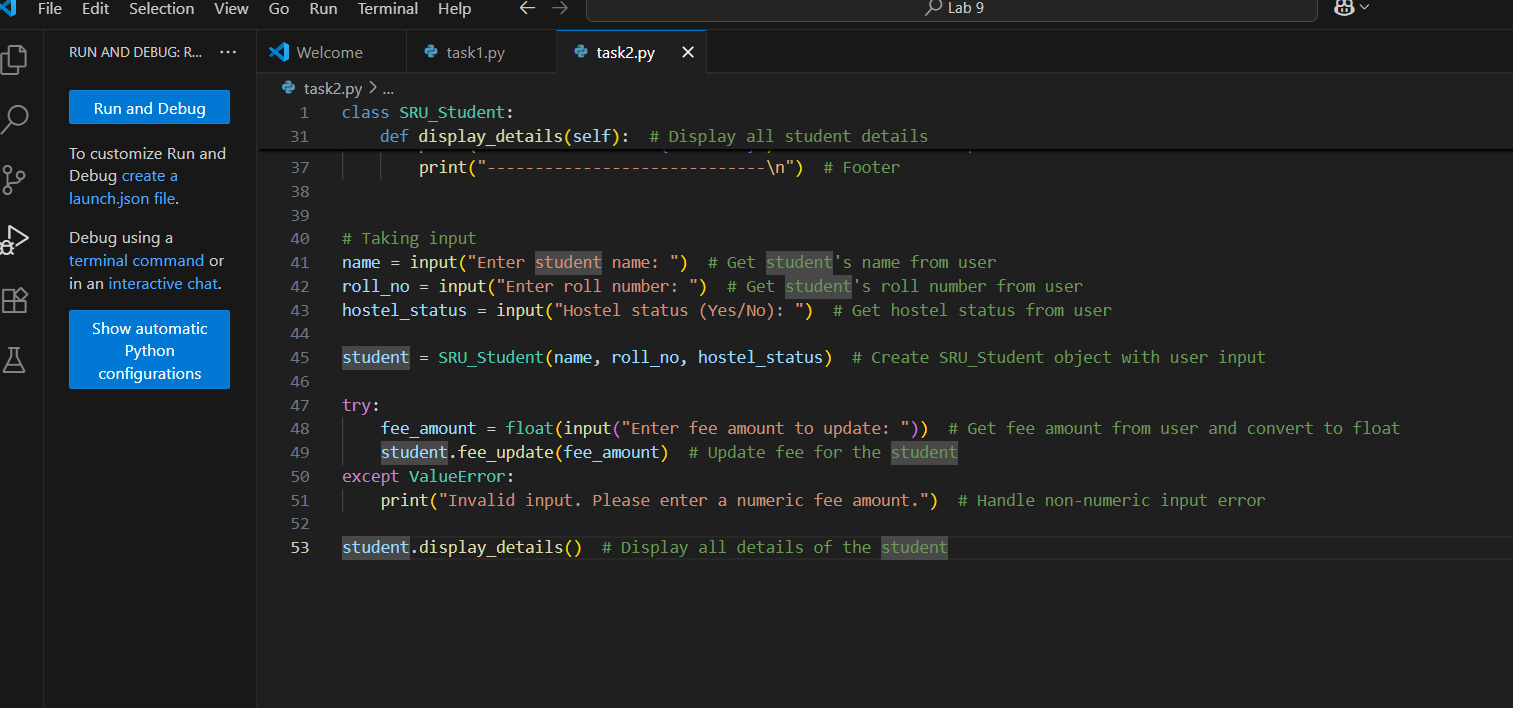 File Edit Selection View Go Run Terminal Help
Lab 9
RUN AND DEBUG: R... ...
Run and Debug
To customize Run and
Debug create a
launch.json file.
Debug using a
terminal command or
in an interactive chat.
Show automatic
Python
configurations
Welcome
task1.py
task2.py
task2.py > ...
1 class SRU_Student:
31 def display_details(self): # Display all student details
37 print("-----------------------------\n") # Footer
38
39
40 # Taking input
41 name = input("Enter student name: ") # Get student's name from user
42 roll_no = input("Enter roll number: ") # Get student's roll number from user
43 hostel_status = input("Hostel status (Yes/No): ") # Get hostel status from user
44
45 student = SRU_Student(name, roll_no, hostel_status) # Create SRU_Student object with user input
46
47 try:
48 fee_amount = float(input("Enter fee amount to update: ")) # Get fee amount from user and convert to float
49 student.fee_update(fee_amount) # Update fee for the student
50 except ValueError:
51 print("Invalid input. Please enter a numeric fee amount.") # Handle non-numeric input error
52
53 student.display_details() # Display all details of the student